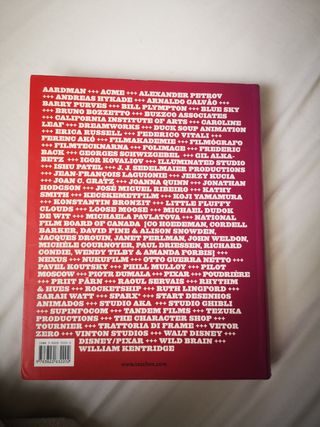 AARDMAN +++ ACME +++ ALEXANDER PETROV
+++ ANDREAS HYKADE +++ ARNALDO GALVÃO +++
BARRY PURVES +++ BILL PLYMPTON +++ BLUE SKY
+++ BRUNO BOZZETTO +++ BUZZCO ASSOCIATES
+++ CALIFORNIA INSTITUTE OF ARTS +++ CAROLINE
LEAF +++ DREAMWORKS +++ DUCK SOUP ANIMATION
+++ ERICA RUSSELL +++ FEDERICO VITALI +++
FERENC AKÓ +++ FILMAKADEMIE +++ FILMÓGRAFO
+++ FILMTECKNARNA +++ FOLIMAGE +++ FREDERIC
BACK +++ GEORGES SCHWIZGEBEL +++ GIL ALKA-
BETZ +++ IGOR KOVALIOV +++ ILLUMINATED STUDIO
+++ ISHU PATEL +++ J. J. SEDELMAIER PRODUCTIONS
+++ JEAN-FRANÇOIS LAGUIONIE +++ JERZY KUCIA
+++ JOAN C. GRATZ +++ JOANNA QUINN +++ JONATHAN
HODGSON +++ JOSÉ MIGUEL RIBEIRO +++ KATHY
SMITH +++ KECSKEMÉTFILM +++ KOJI YAMAMURA
+++ KONSTANTIN BRONZIT +++ LITTLE FLUFFY
CLOUDS +++ LOOSE MOOSE +++ MICHAEL DUDOK
DE WIT +++ MICHAELA PAVLATOVA +++ NATIONAL
FILM BOARD OF CANADA [CO HOEDEMAN, CORDELL
BARKER, DAVID FINE & ALISON SNOWDEN,
JACQUES DROUIN, JANET PERLMAN, JOHN WELDON,
MICHÈLE COURNOYER, PAUL DRIESSEN, RICHARD
CONDIE, WENDY TILBY & AMANDA FORBES] +++
NEXUS +++ NUKUFILM +++ OTTO GUERRA NETTO +++
PAVEL KOUTSKY +++ PHILL MULLOY +++ PILOT
MOSCOW +++ PIOTR DUMALA +++ PIXAR +++ POUDRIÈRE
+++ PRIIT PÄRN +++ RAOUL SERVAIS +++ RHYTHM
& HUES +++ ROCKETSHIP +++ RUTH LINGFORD +++
SARAH WATT +++ SPARX* +++ START DESENHOS
ANIMADOS +++ STUDIO AKA +++ STUDIO GHIBLI +++
SUPINFOCOM +++ TANDEM FILMS +++ TEZUKA
PRODUCTIONS +++ THE CHARACTER SHOP +++
TOURNIER +++ TRATTORIA DI FRAME +++ VETOR
ZERO +++ VINTON STUDIOS +++ WALT DISNEY +++
DISNEY/PIXAR +++ WILD BRAIN +++
WILLIAM KENTRIDGE
www.taschen.com